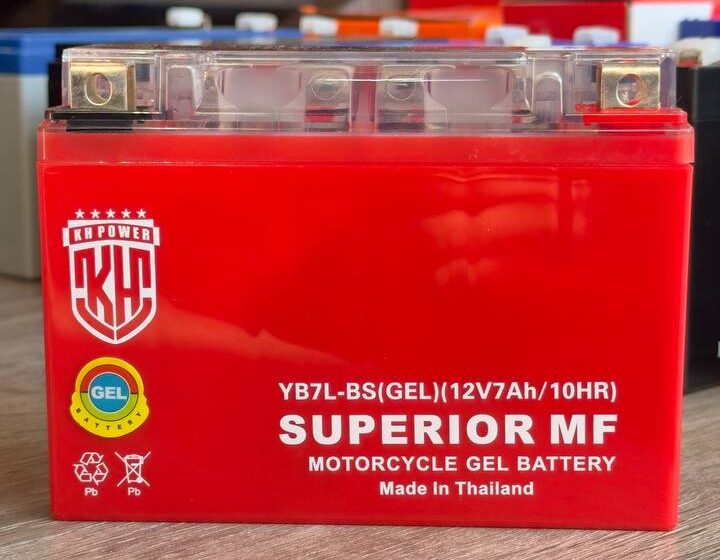 KH POWER
KH
GEL
BATTERY
Pb Pb
YB7L-BS(GEL)(12V7Ah/10HR)
SUPERIOR MF
MOTORCYCLE GEL BATTERY
Made In Thailand